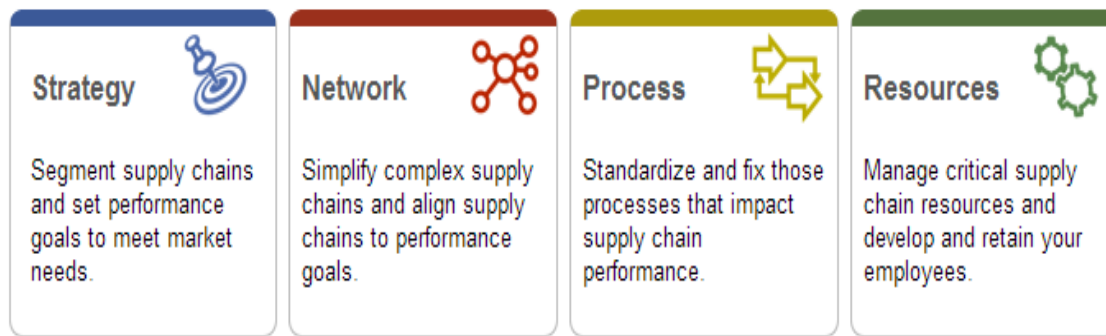 Strategy
Segment supply chains
and set performance
goals to meet market
needs.
Network
Simplify complex supply
chains and align supply
chains to performance
goals.
Process
Standardize and fix those
processes that impact
supply chain
performance.
Resources
Manage critical supply
chain resources and
develop and retain your
employees.